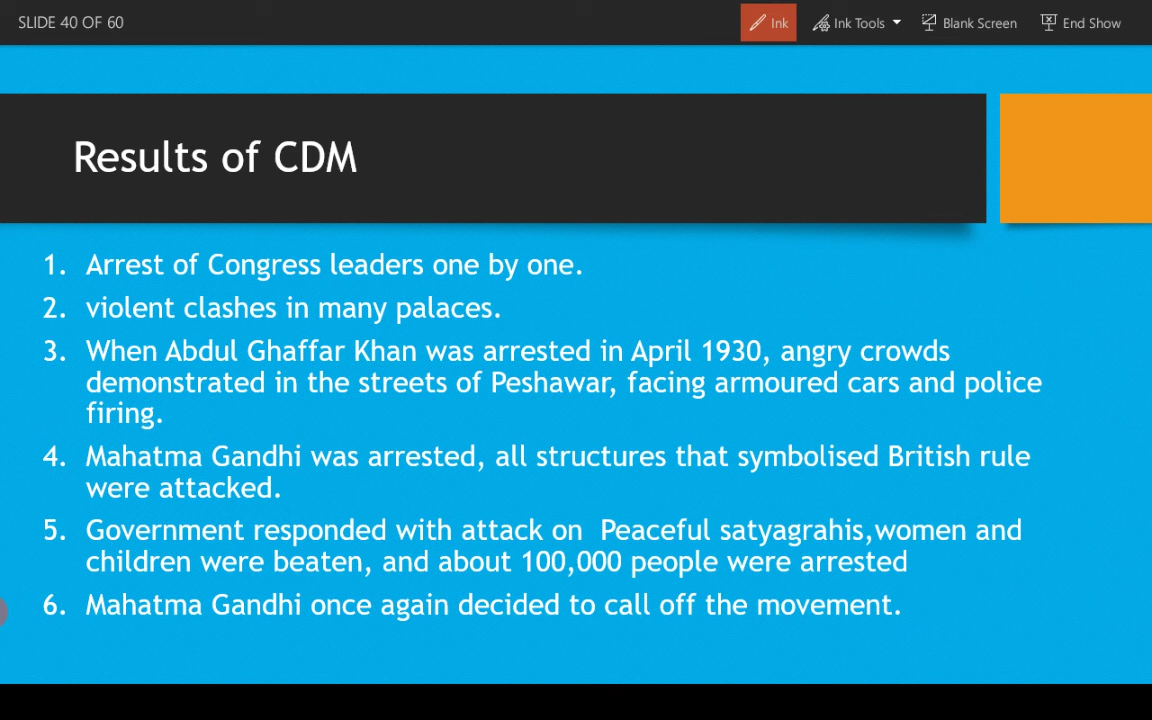 SLIDE 40 OF 60
Ink
Ink Tools
Blank Screen
End Show
Results of CDM
1. Arrest of Congress leaders one by one.
2. violent clashes in many palaces.
3. When Abdul Ghaffar Khan was arrested in April 1930, angry crowds
demonstrated in the streets of Peshawar, facing armoured cars and police
firing.
4. Mahatma Gandhi was arrested, all structures that symbolised British rule
were attacked.
5. Government responded with attack on  Peaceful satyagrahis,women and
children were beaten, and about 100,000 people were arrested
6. Mahatma Gandhi once again decided to call off the movement.